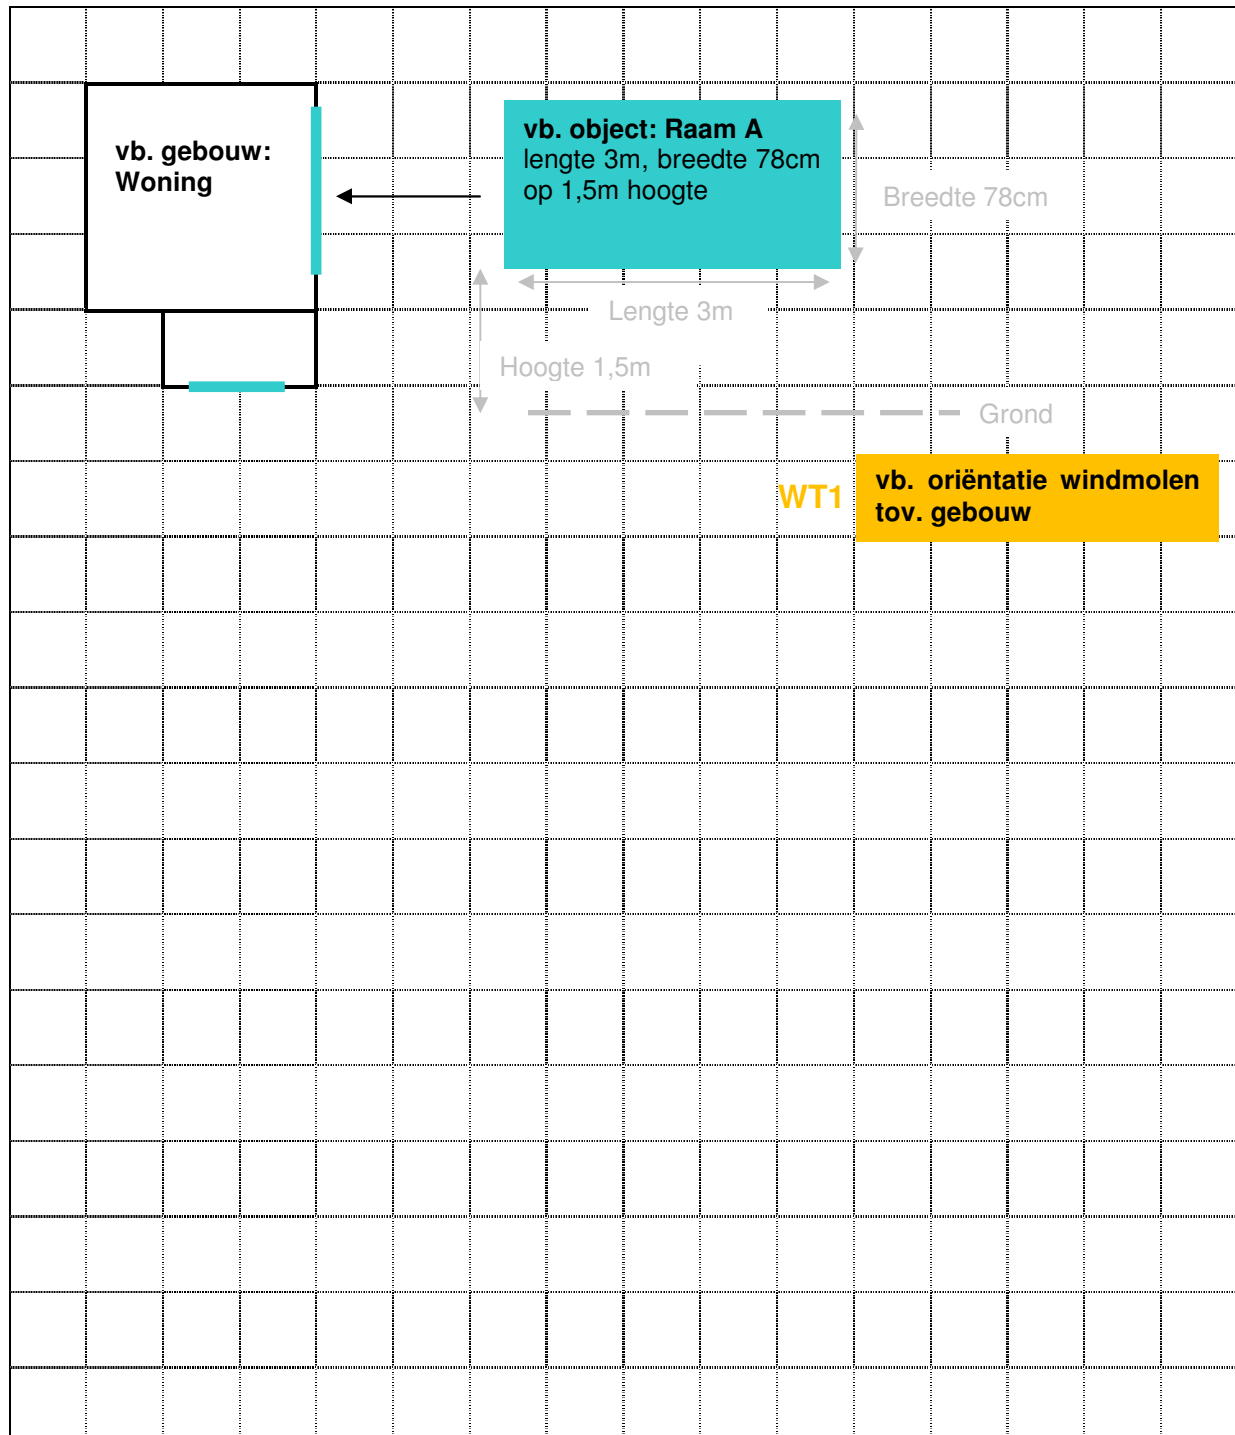 vb. gebouw:
Woning
vb. object: Raam A
lengte 3m, breedte 78cm
op 1,5m hoogte
Breedte 78cm
Lengte 3m
Hoogte 1,5m
Grond
WT1
vb. oriëntatie windmolen
tov. gebouw